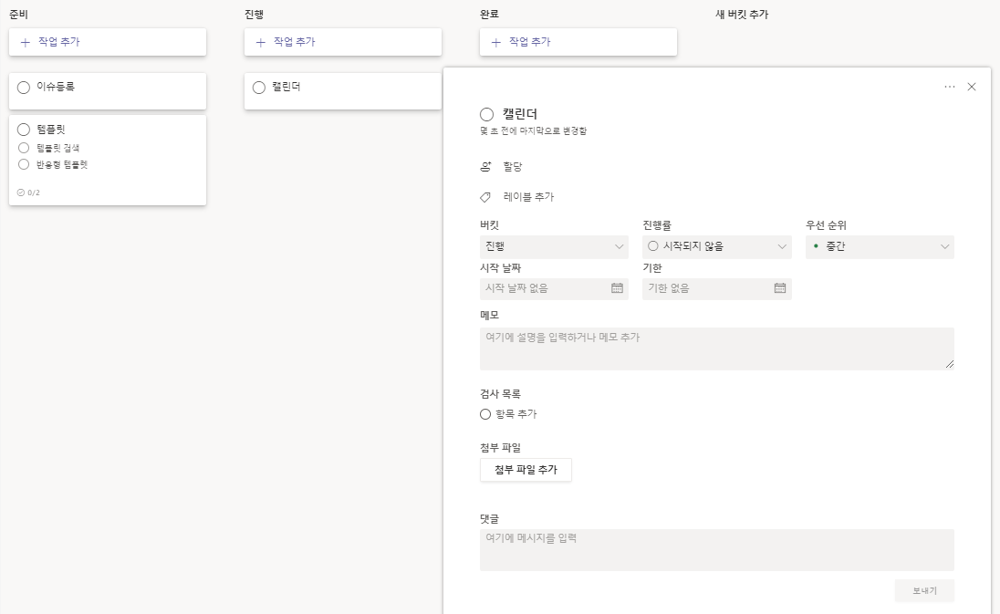 준비
진행
완료
새 버킷 추가
작업 추가
작업 추가
작업 추가
이슈등록
템플릿
템플릿 검색
반응형 템플렛
0/2
캘린더
캘린더
몇 초 전에 마지막으로 변경함
할당
레이블 추가
버킷
진행률
우선 순위
진행
시작되지 않음
중간
시작 날짜
기한
시작 날짜 없음
기한 없음
메모
여기에 설명을 입력하거나 메모 추가
검사 목록
항목 추가
첨부 파일
첨부 파일 추가
댓글
여기에 메시지를 입력
보내기